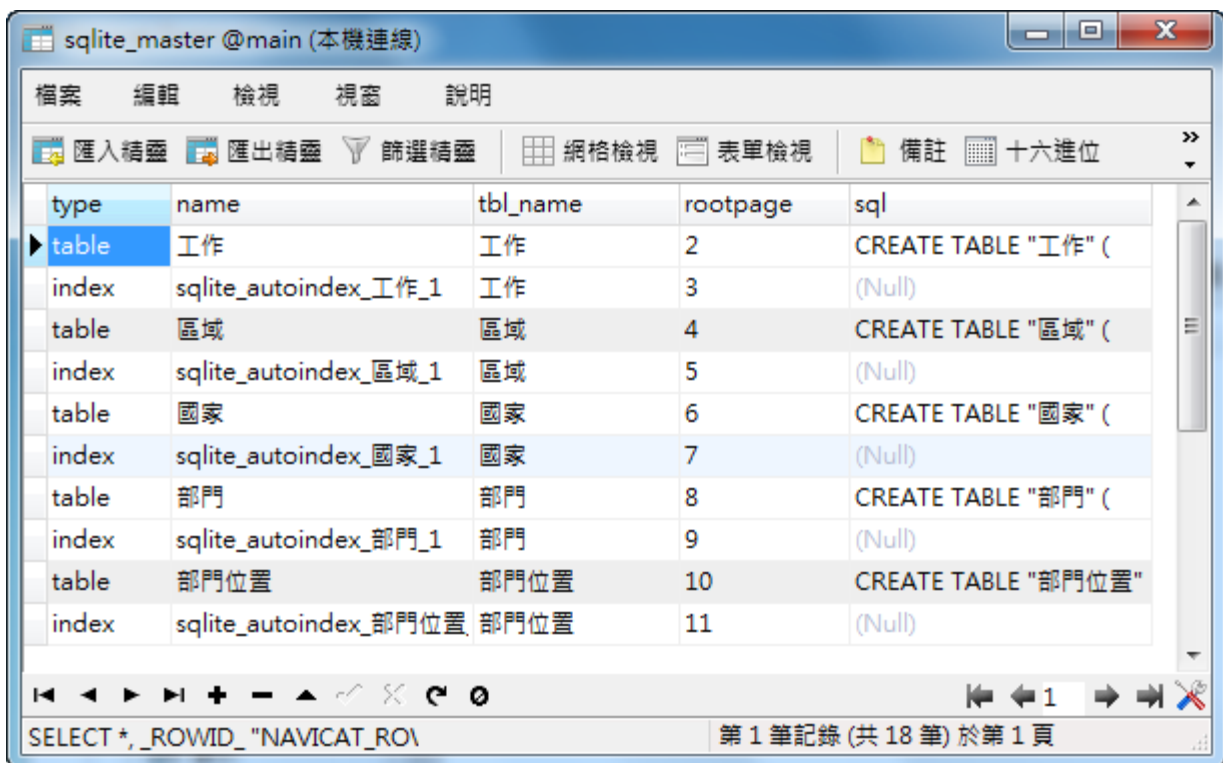 sqlite_master @main (本機連線)
檔案 編輯 檢視 視窗 說明
匯入精靈 匯出精靈 篩選精靈 網格檢視 表單檢視 備註 十六進位
type name tbl_name rootpage sql
table 工作 工作 2 CREATE TABLE "工作" (
index sqlite_autoindex_工作_1 工作 3 (Null)
table 區域 區域 4 CREATE TABLE "區域" (
index sqlite_autoindex_區域_1 區域 5 (Null)
table 國家 國家 6 CREATE TABLE "國家" (
index sqlite_autoindex_國家_1 國家 7 (Null)
table 部門 部門 8 CREATE TABLE "部門" (
index sqlite_autoindex_部門_1 部門 9 (Null)
table 部門位置 部門位置 10 CREATE TABLE "部門位置"
index sqlite_autoindex_部門位置 部門位置 11 (Null)
1
SELECT *, _ROWID_ "NAVICAT_RO 第 1 筆記錄 (共 18 筆) 於第 1 頁